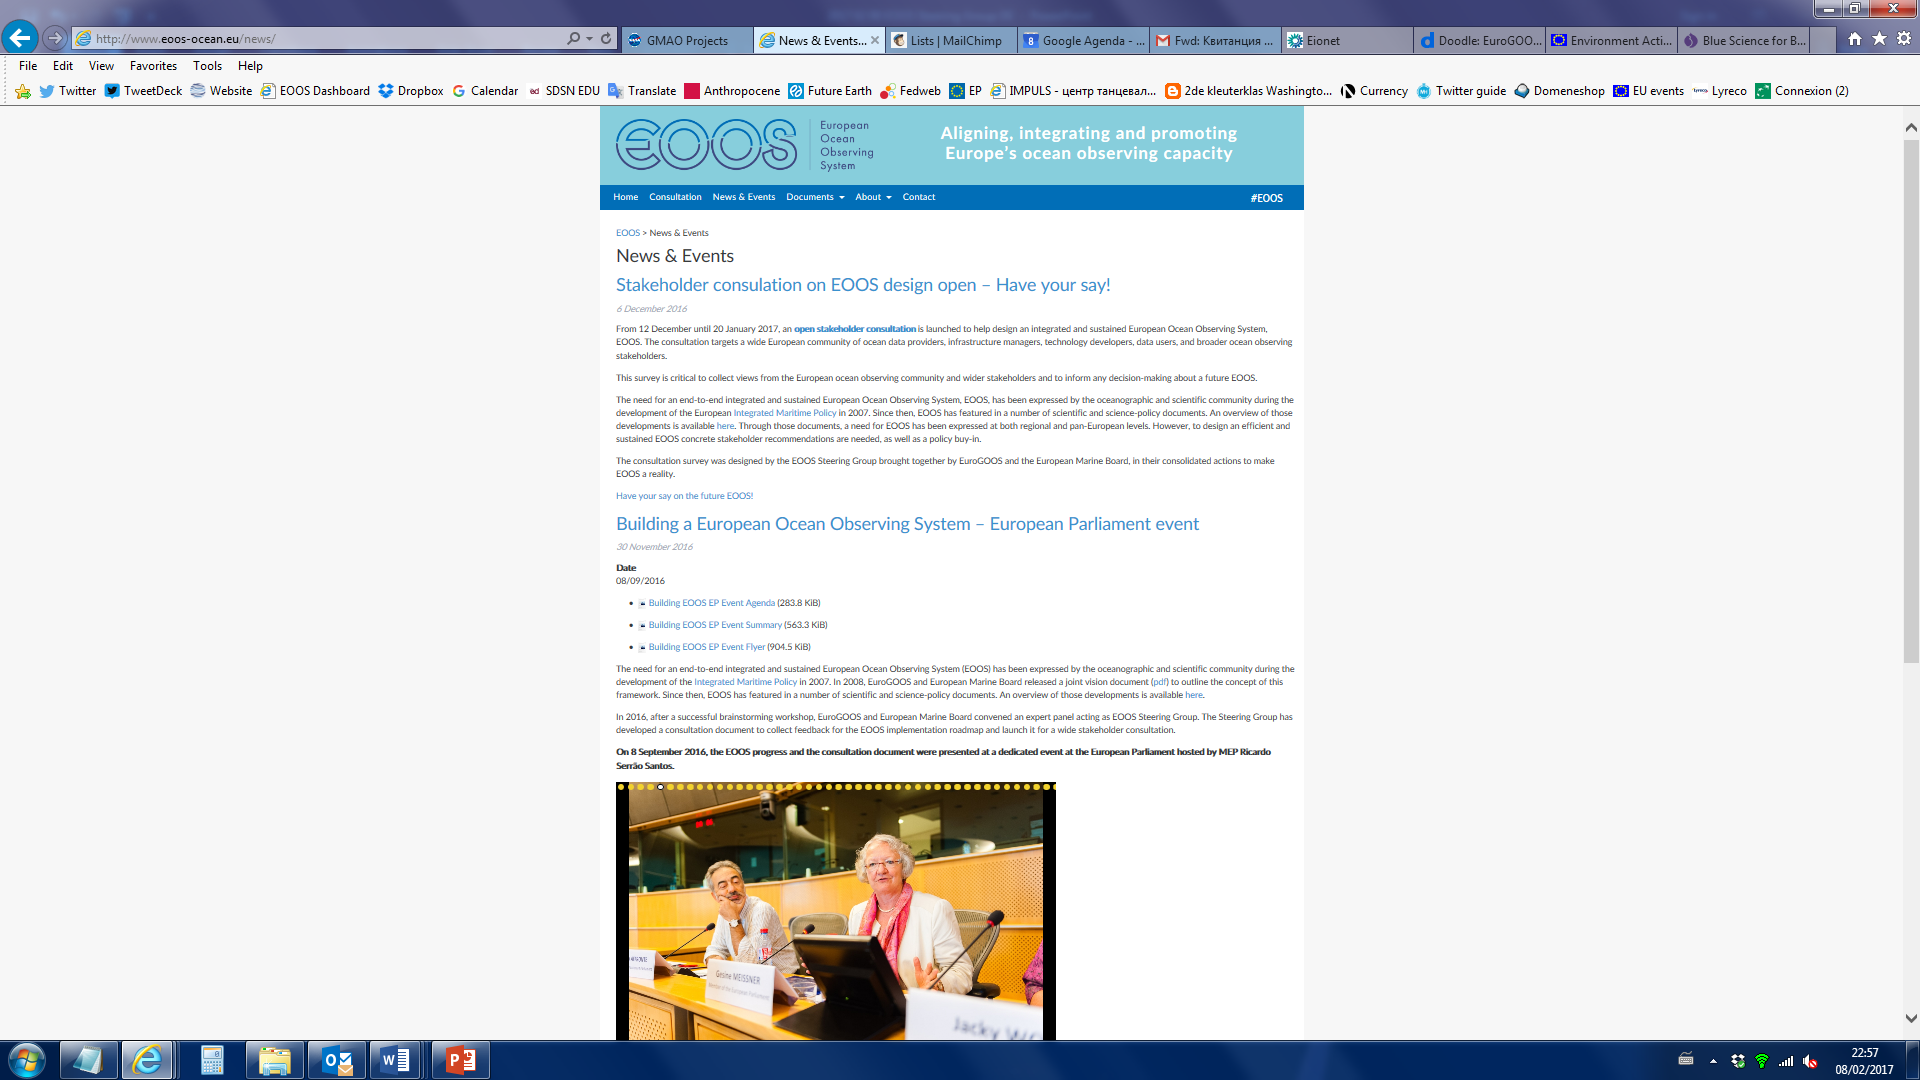 http://www.eoos-ocean.eu/news/
GMAO Projects
News & Events...
Lists | MailChimp
Google Agenda - ...
Fwd: Квитанция ...
Eionet
Doodle: EuroGOO...
Environment Acti...
Blue Science for B...
File Edit View Favorites Tools Help
Twitter TweetDeck Website EOOS Dashboard Dropbox Calendar SDSN EDU Translate Anthropocene Future Earth Fedweb EP IMPULS - центр танцевал... 2de kleuterklas Washingto... Currency Twitter guide Domeneshop EU events Lyreco Connexion (2)
EOOS
European
Ocean
Observing
System
Aligning, integrating and promoting
Europe's ocean observing capacity
Home Consultation News & Events Documents About Contact #EOOS
EOOS > News & Events
News & Events
Stakeholder consulation on EOOS design open – Have your say!
6 December 2016
From 12 December until 20 January 2017, an open stakeholder consultation is launched to help design an integrated and sustained European Ocean Observing System,
EOOS. The consultation targets a wide European community of ocean data providers, infrastructure managers, technology developers, data users, and broader ocean observing
stakeholders.
This survey is critical to collect views from the European ocean observing community and wider stakeholders and to inform any decision-making about a future EOOS.
The need for an end-to-end integrated and sustained European Ocean Observing System, EOOS, has been expressed by the oceanographic and scientific community during the
development of the European Integrated Maritime Policy in 2007. Since then, EOOS has featured in a number of scientific and science-policy documents. An overview of those
developments is available here. Through those documents, a need for EOOS has been expressed at both regional and pan-European levels. However, to design an efficient and
sustained EOOS concrete stakeholder recommendations are needed, as well as a policy buy-in.
The consultation survey was designed by the EOOS Steering Group brought together by EuroGOOS and the European Marine Board, in their consolidated actions to make
EOOS a reality.
Have your say on the future EOOS!
Building a European Ocean Observing System – European Parliament event
30 November 2016
Date
08/09/2016
Building EOOS EP Event Agenda (283.8 KiB)
Building EOOS EP Event Summary (563.3 KiB)
Building EOOS EP Event Flyer (904.5 KiB)
The need for an end-to-end integrated and sustained European Ocean Observing System (EOOS) has been expressed by the oceanographic and scientific community during the
development of the Integrated Maritime Policy in 2007. In 2008, EuroGOOS and European Marine Board released a joint vision document (pdf) to outline the concept of this
framework. Since then, EOOS has featured in a number of scientific and science-policy documents. An overview of those developments is available here.
In 2016, after a successful brainstorming workshop, EuroGOOS and European Marine Board convened an expert panel acting as EOOS Steering Group. The Steering Group has
developed a consultation document to collect feedback for the EOOS implementation roadmap and launch it for a wide stakeholder consultation.
On 8 September 2016, the EOOS progress and the consultation document were presented at a dedicated event at the European Parliament hosted by MEP Ricardo
Serrão Santos.
Gesine MEISSNER
Member of the European Parliament
Jacky
22:57
08/02/2017